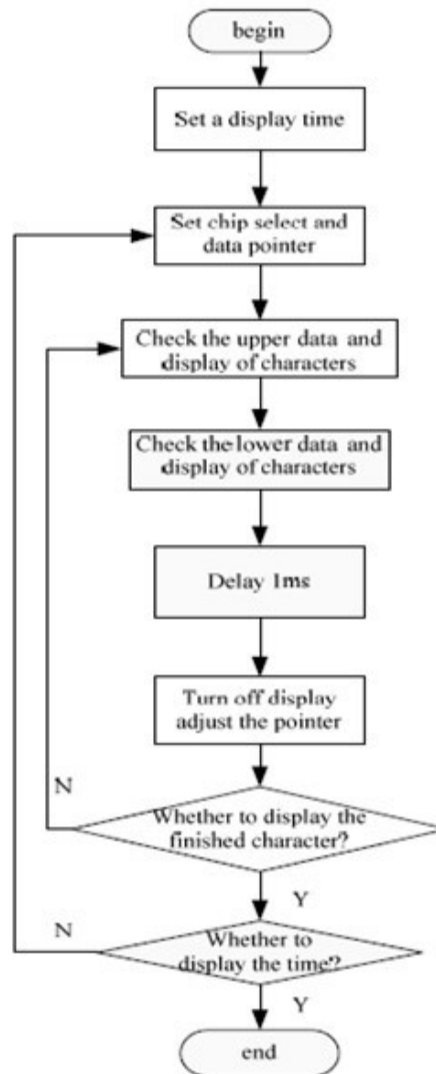 begin
Set a display time
Set chip select and
data pointer
Check the upper data and
display of characters
Check the lower data and
display of characters
Delay 1ms
Turn off display
adjust the pointer
N
Whether to display the
finished character?
Y
N
Whether to
display the time?
Y
end